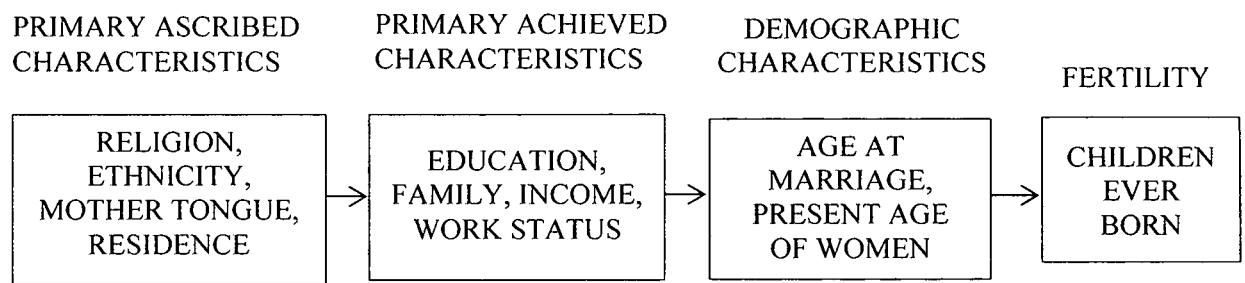 PRIMARY ASCRIBED
CHARACTERISTICS
PRIMARY ACHIEVED
CHARACTERISTICS
DEMOGRAPHIC
CHARACTERISTICS
FERTILITY
RELIGION,
ETHNICITY,
MOTHER TONGUE,
RESIDENCE
EDUCATION,
FAMILY, INCOME,
WORK STATUS
AGE AT
MARRIAGE,
PRESENT AGE
OF WOMEN
CHILDREN
EVER
BORN